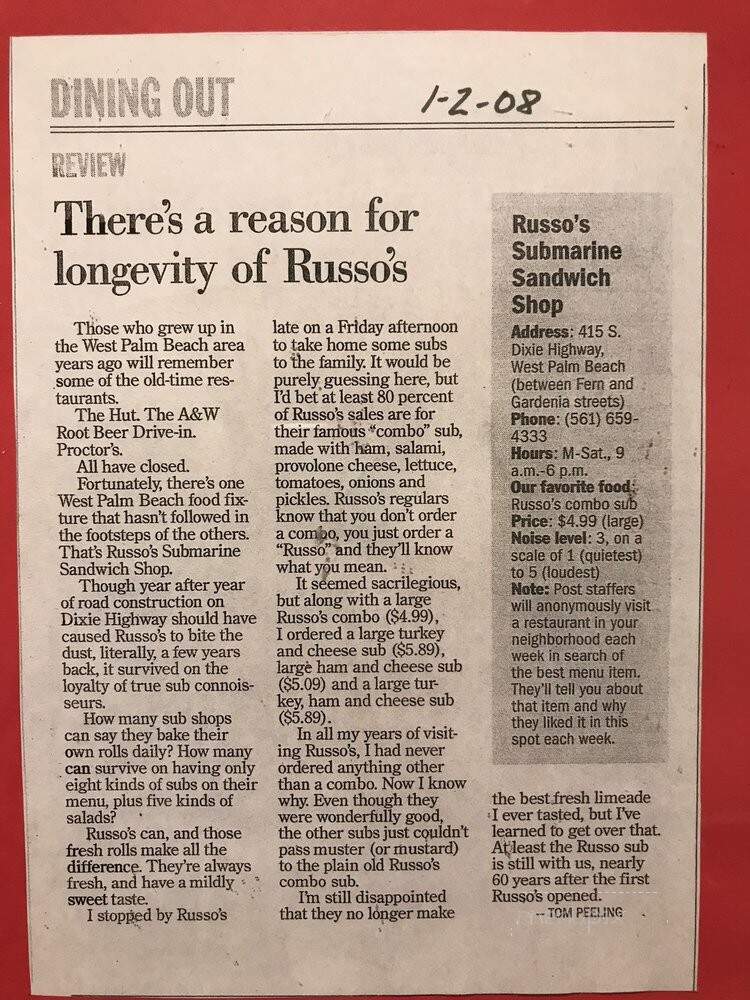 DINING OUT
1-2-08
REVIEW
There's a reason for
longevity of Russo's
Those who grew up in
the West Palm Beach area
years ago will remember
some of the old-time res-
taurants.
The Hut. The A&W
Root Beer Drive-in.
Proctor's.
All have closed.
Fortunately, there's one
West Palm Beach food fix-
ture that hasn't followed in
the footsteps of the others.
That's Russo's Submarine
Sandwich Shop.
Though year after year
of road construction on
Dixie Highway should have
caused Russo's to bite the
dust, literally, a few years
back, it survived on the
loyalty of true sub connois-
seurs.
How many sub shops
can say they bake their
own rolls daily? How many
can survive on having only
eight kinds of subs on their
menu, plus five kinds of
salads?
Russo's can, and those
fresh rolls make all the
difference. They're always
fresh, and have a mildly
sweet taste.
I stopped by Russo's
late on a Friday afternoon
to take home some subs
to the family. It would be
purely guessing here, but
I'd bet at least 80 percent
of Russo's sales are for
their famous "combo" sub,
made with ham, salami,
provolone cheese, lettuce,
tomatoes, onions and
pickles. Russo's regulars
know that you don't order
a combo, you just order a
"Russo" and they'll know
what you mean.
It seemed sacrilegious,
but along with a large
Russo's combo ($4.99),
I ordered a large turkey
and cheese sub ($5.89),
large ham and cheese sub
($5.09) and a large tur-
key, ham and cheese sub
($5.89).
In all my years of visit-
ing Russo's, I had never
ordered anything other
than a combo. Now I know
why. Even though they
were wonderfully good,
the other subs just couldn't
pass muster (or mustard)
to the plain old Russo's
combo sub.
I'm still disappointed
that they no longer make
the best fresh limeade
I ever tasted, but I've
learned to get over that.
At least the Russo sub
is still with us, nearly
60 years after the first
Russo's opened.
-- TOM PEELING
Russo's
Submarine
Sandwich
Shop
Address: 415 S.
Dixie Highway,
West Palm Beach
(between Fern and
Gardenia streets)
Phone: (561) 659-
4333
Hours: M-Sat., 9
a.m.-6 p.m.
Our favorite food:
Russo's combo sub
Price: $4.99 (large)
Noise level: 3, on a
scale of 1 (quietest)
to 5 (loudest)
Note: Post staffers
will anonymously visit
a restaurant in your
neighborhood each
week in search of
the best menu item.
They'll tell you about
that item and why
they liked it in this
spot each week.